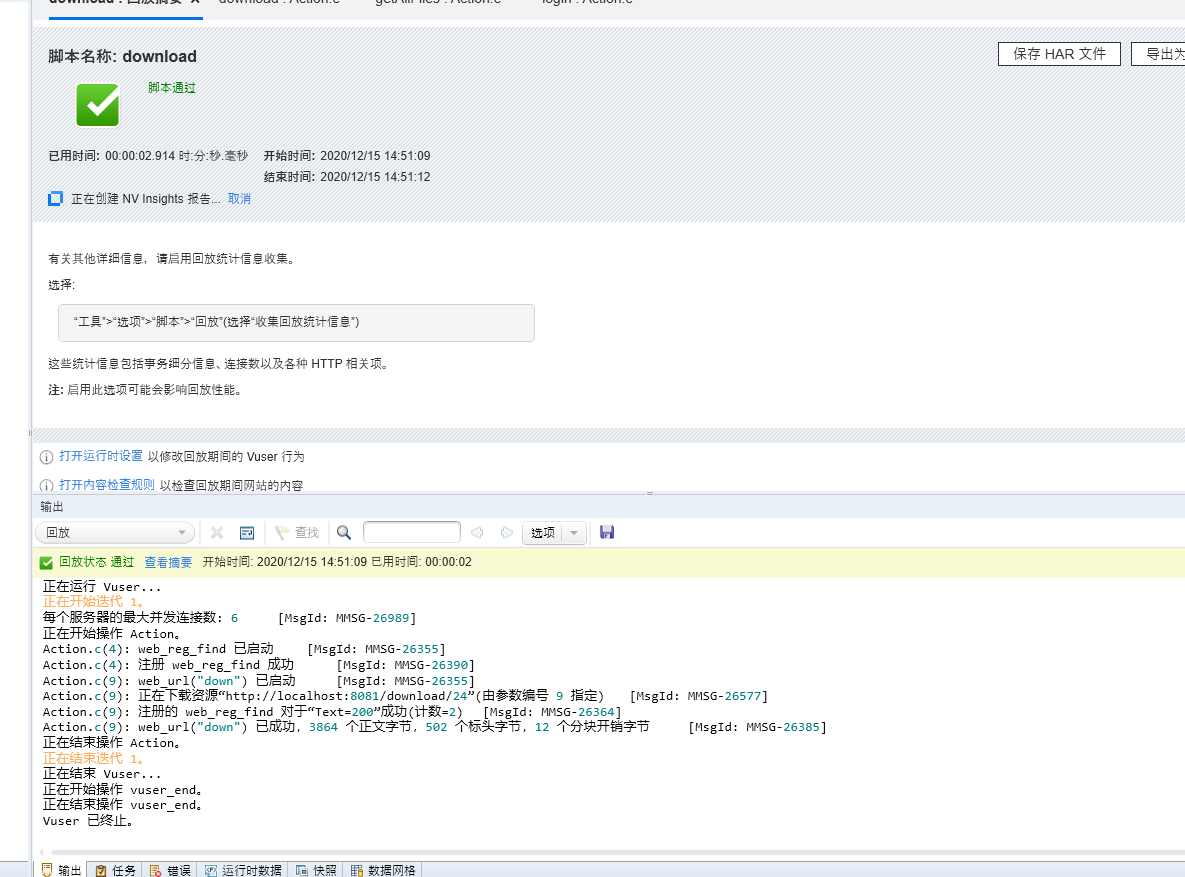 download : 回放摘要 × download : Action.c getAllFiles : Action.c login : Action.c
脚本名称: download
保存 HAR 文件 导出为
脚本通过
已用时间: 00:00:02.914 时:分:秒.毫秒 开始时间: 2020/12/15 14:51:09
结束时间: 2020/12/15 14:51:12
正在创建 NV Insights 报告... 取消
有关其他详细信息，请启用回放统计信息收集。
选择:
“工具”>“选项”>“脚本”>“回放”(选择“收集回放统计信息”)
这些统计信息包括事务细分信息、连接数以及各种 HTTP 相关项。
注: 启用此选项可能会影响回放性能。
打开运行时设置 以修改回放期间的 Vuser 行为
打开内容检查规则 以检查回放期间网站的内容
输出
回放 查找 选项
回放状态 通过 查看摘要 开始时间: 2020/12/15 14:51:09 已用时间: 00:00:02
正在运行 Vuser...
正在开始迭代 1。
每个服务器的最大并发连接数: 6 [MsgId: MMSG-26989]
正在开始操作 Action。
Action.c(4): web_reg_find 已启动 [MsgId: MMSG-26355]
Action.c(4): 注册 web_reg_find 成功 [MsgId: MMSG-26390]
Action.c(9): web_url("down") 已启动 [MsgId: MMSG-26355]
Action.c(9): 正在下载资源“http://localhost:8081/download/24”(由参数编号 9 指定) [MsgId: MMSG-26577]
Action.c(9): 注册的 web_reg_find 对于“Text=200”成功(计数=2) [MsgId: MMSG-26364]
Action.c(9): web_url("down") 已成功, 3864 个正文字节, 502 个标头字节, 12 个分块开销字节 [MsgId: MMSG-26385]
正在结束操作 Action。
正在结束迭代 1。
正在结束 Vuser...
正在开始操作 vuser_end。
正在结束操作 vuser_end。
Vuser 已终止。
输出 任务 错误 运行时数据 快照 数据网格